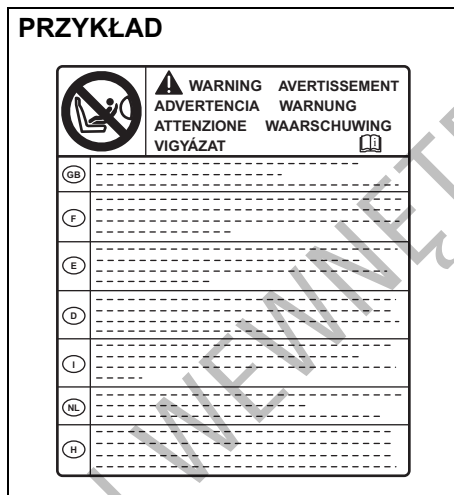 PRZYKŁAD
WARNING AVERTISSEMENT
ADVERTENCIA WARNUNG
ATTENZIONE WAARSCHUWING
VIGYÁZAT
GB
F
E
D
I
NL
H